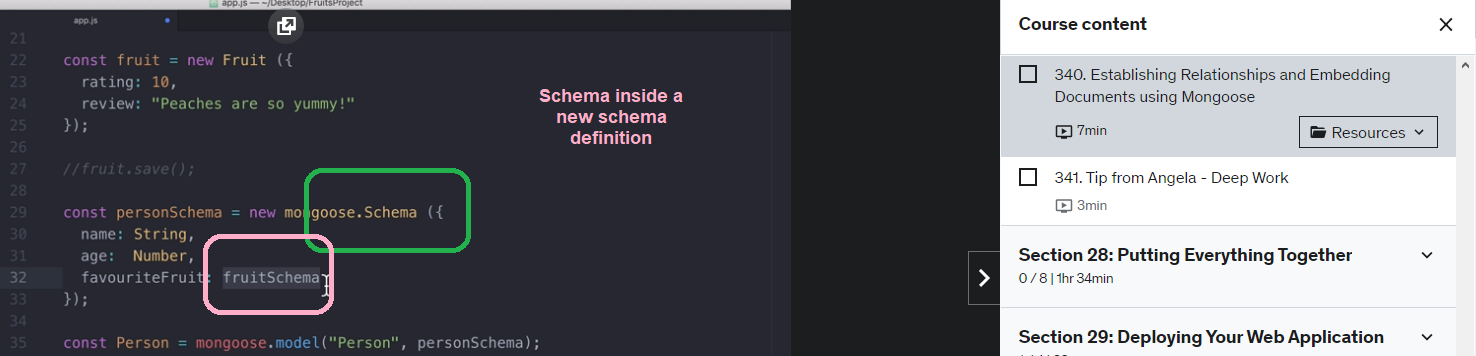 app.js — ~/Desktop/FruitsProject
app.js
21
22 const fruit = new Fruit ({
23 rating: 10,
24 review: "Peaches are so yummy!"
25 });
26
27 //fruit.save();
28
29 const personSchema = new mongoose.Schema ({
30 name: String,
31 age: Number,
32 favouriteFruit: fruitSchema
33 });
34
35 const Person = mongoose.model("Person", personSchema);
Schema inside a
new schema
definition
Course content
340. Establishing Relationships and Embedding
Documents using Mongoose
7min
Resources
341. Tip from Angela - Deep Work
3min
Section 28: Putting Everything Together
0 / 8 | 1hr 34min
Section 29: Deploying Your Web Application